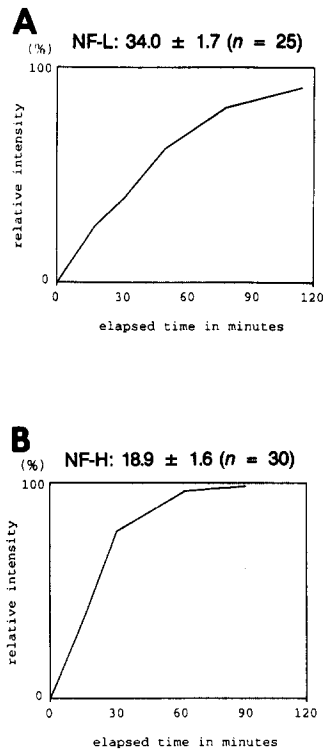 A
NF-L: 34.0 ± 1.7 (n = 25)
(%)
100
relative intensity
0
0 30 60 90 120
elapsed time in minutes
B
NF-H: 18.9 ± 1.6 (n = 30)
(%)
100
relative intensity
0
0 30 60 90 120
elapsed time in minutes